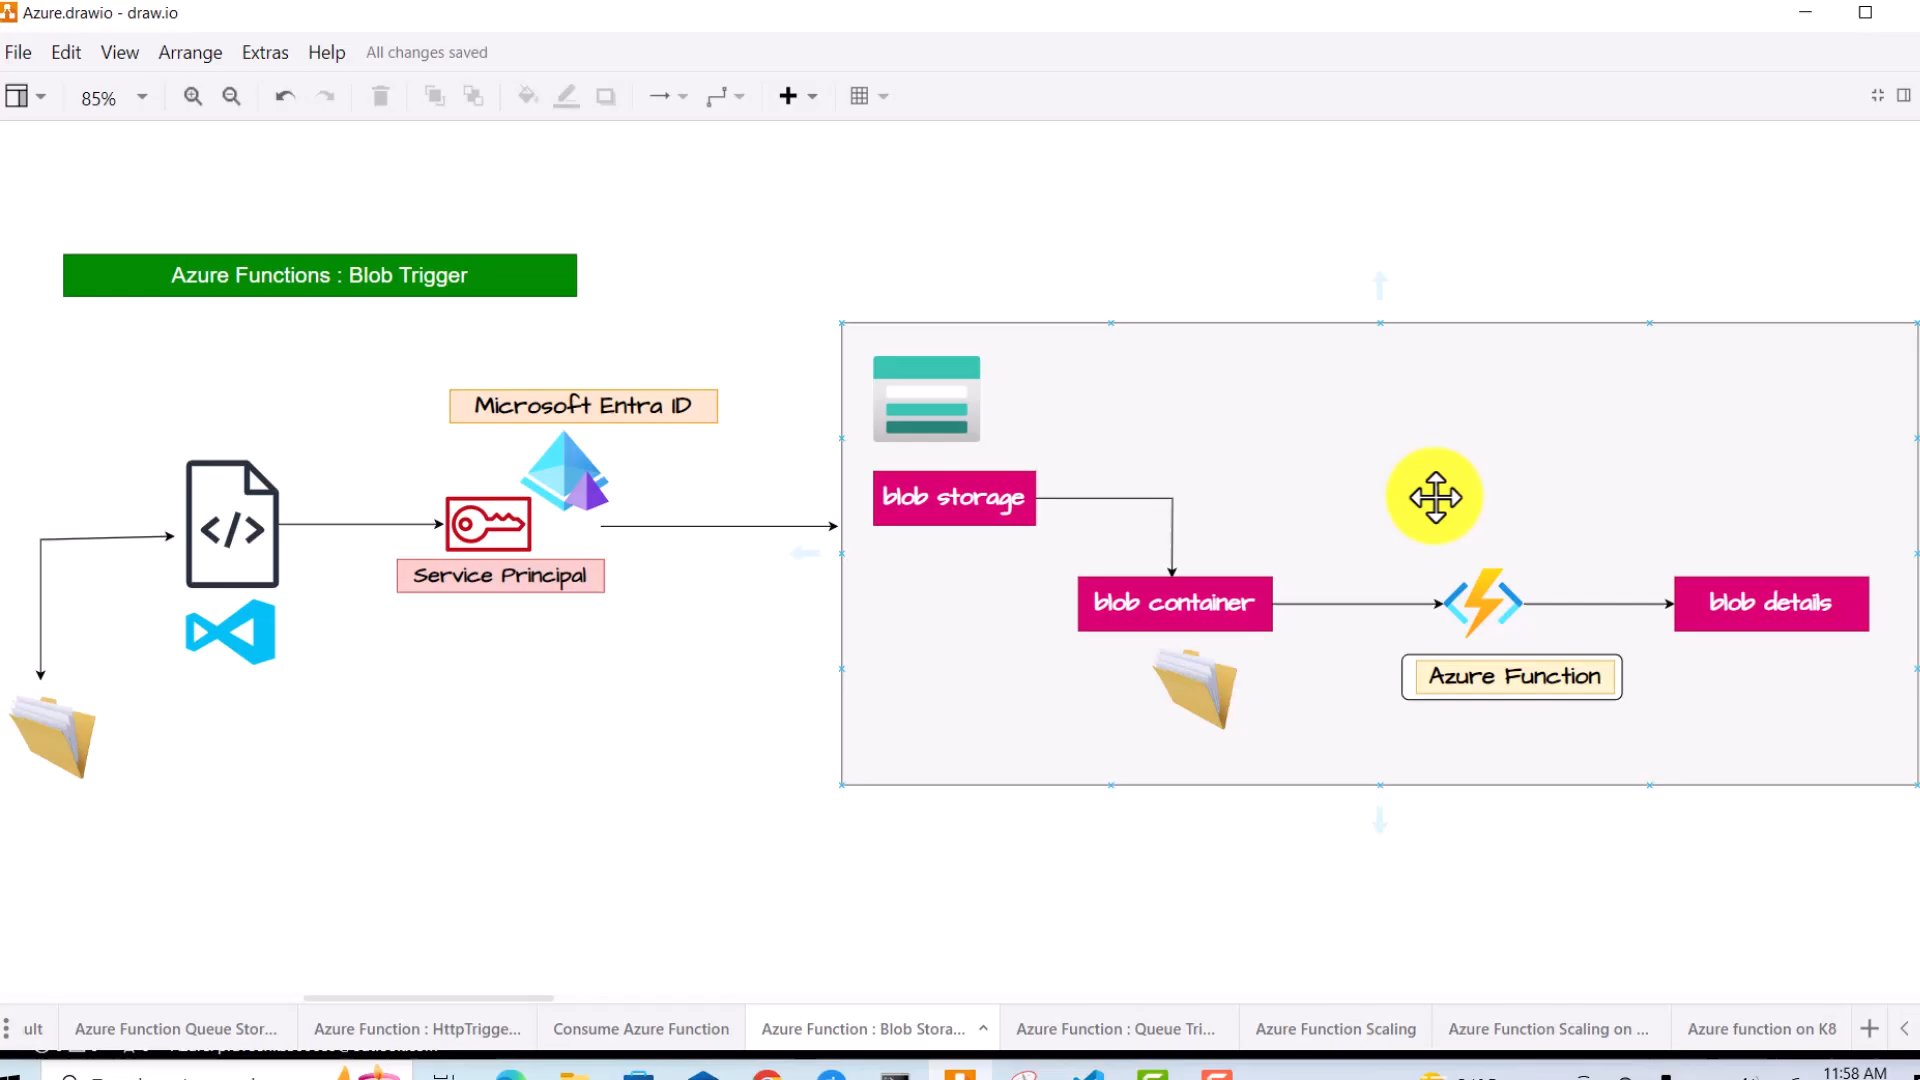 Azure.drawio - draw.io
File Edit View Arrange Extras Help All changes saved
85%
Azure Functions : Blob Trigger
Microsoft Entra ID
</>
Service Principal
blob storage
blob container
Azure Function
blob details
ult Azure Function Queue Stor... Azure Function : HttpTrigge... Consume Azure Function Azure Function : Blob Stora... Azure Function : Queue Tri... Azure Function Scaling Azure Function Scaling on ... Azure function on K8
11:58 AM